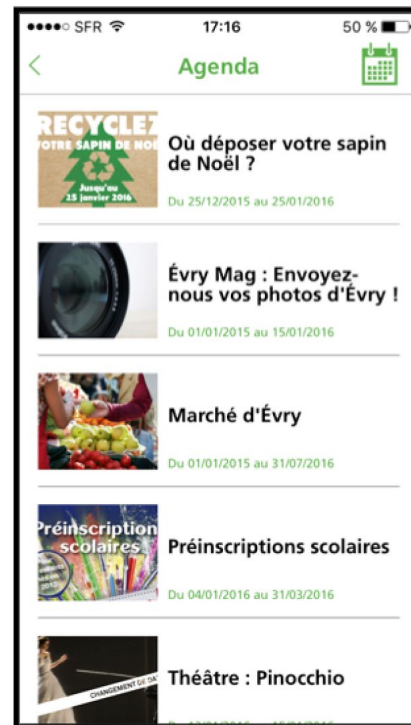 SFR
17:16
50 %
Agenda
RECYCLEZ
VOTRE SAPIN DE NOËL
Jusqu'au
25 janvier 2016
Où déposer votre sapin
de Noël ?
Du 25/12/2015 au 25/01/2016
Évry Mag : Envoyez-
nous vos photos d'Évry !
Du 01/01/2015 au 15/01/2016
Marché d'Évry
Du 01/01/2015 au 31/07/2016
Préinscription
scolaires
Préinscriptions scolaires
Du 04/01/2016 au 31/03/2016
CHANGEMENT DE DA
Théâtre : Pinocchio